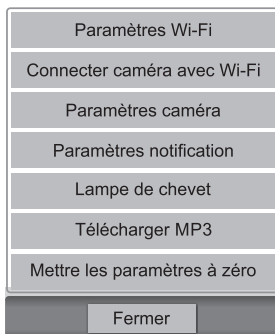 Paramètres Wi-Fi
Connecter caméra avec Wi-Fi
Paramètres caméra
Paramètres notification
Lampe de chevet
Télécharger MP3
Mettre les paramètres à zéro
Fermer